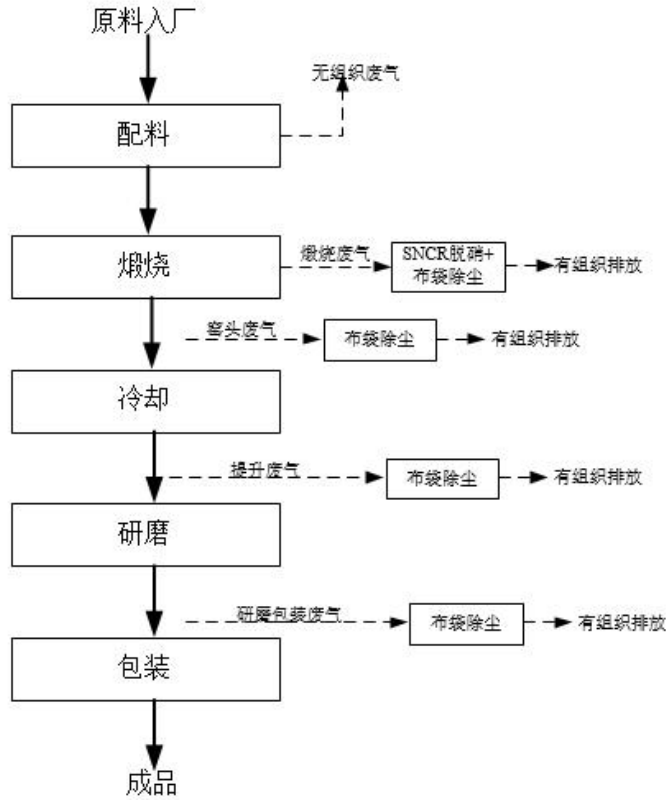 原料入厂
无组织废气
配料
煅烧
煅烧废气
SNCR脱硝+
布袋除尘
有组织排放
窑头废气
布袋除尘
有组织排放
冷却
提升废气
布袋除尘
有组织排放
研磨
研磨包装废气
布袋除尘
有组织排放
包装
成品